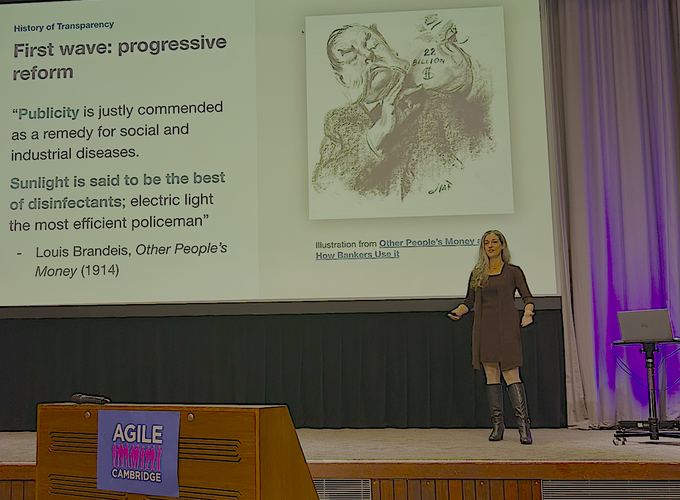 History of Transparency
First wave: progressive
reform
“Publicity is justly commended
as a remedy for social and
industrial diseases.
Sunlight is said to be the best
of disinfectants; electric light
the most efficient policeman”
- Louis Brandeis, Other People's
Money (1914)
22
BILLION
$
Illustration from Other People's Money
How Bankers Use it
AGILE
CAMBRIDGE